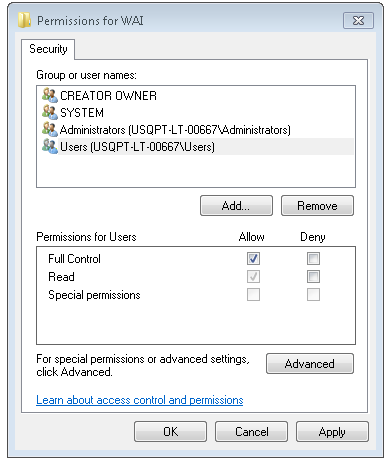 Permissions for WAI
Security
Group or user names:
CREATOR OWNER
SYSTEM
Administrators (USQPT-LT-00667\Administrators)
Users (USQPT-LT-00667\Users)
Add...
Remove
Permissions for Users Allow Deny
Full Control
Read
Special permissions
For special permissions or advanced settings,
click Advanced.
Advanced
Learn about access control and permissions
OK Cancel Apply